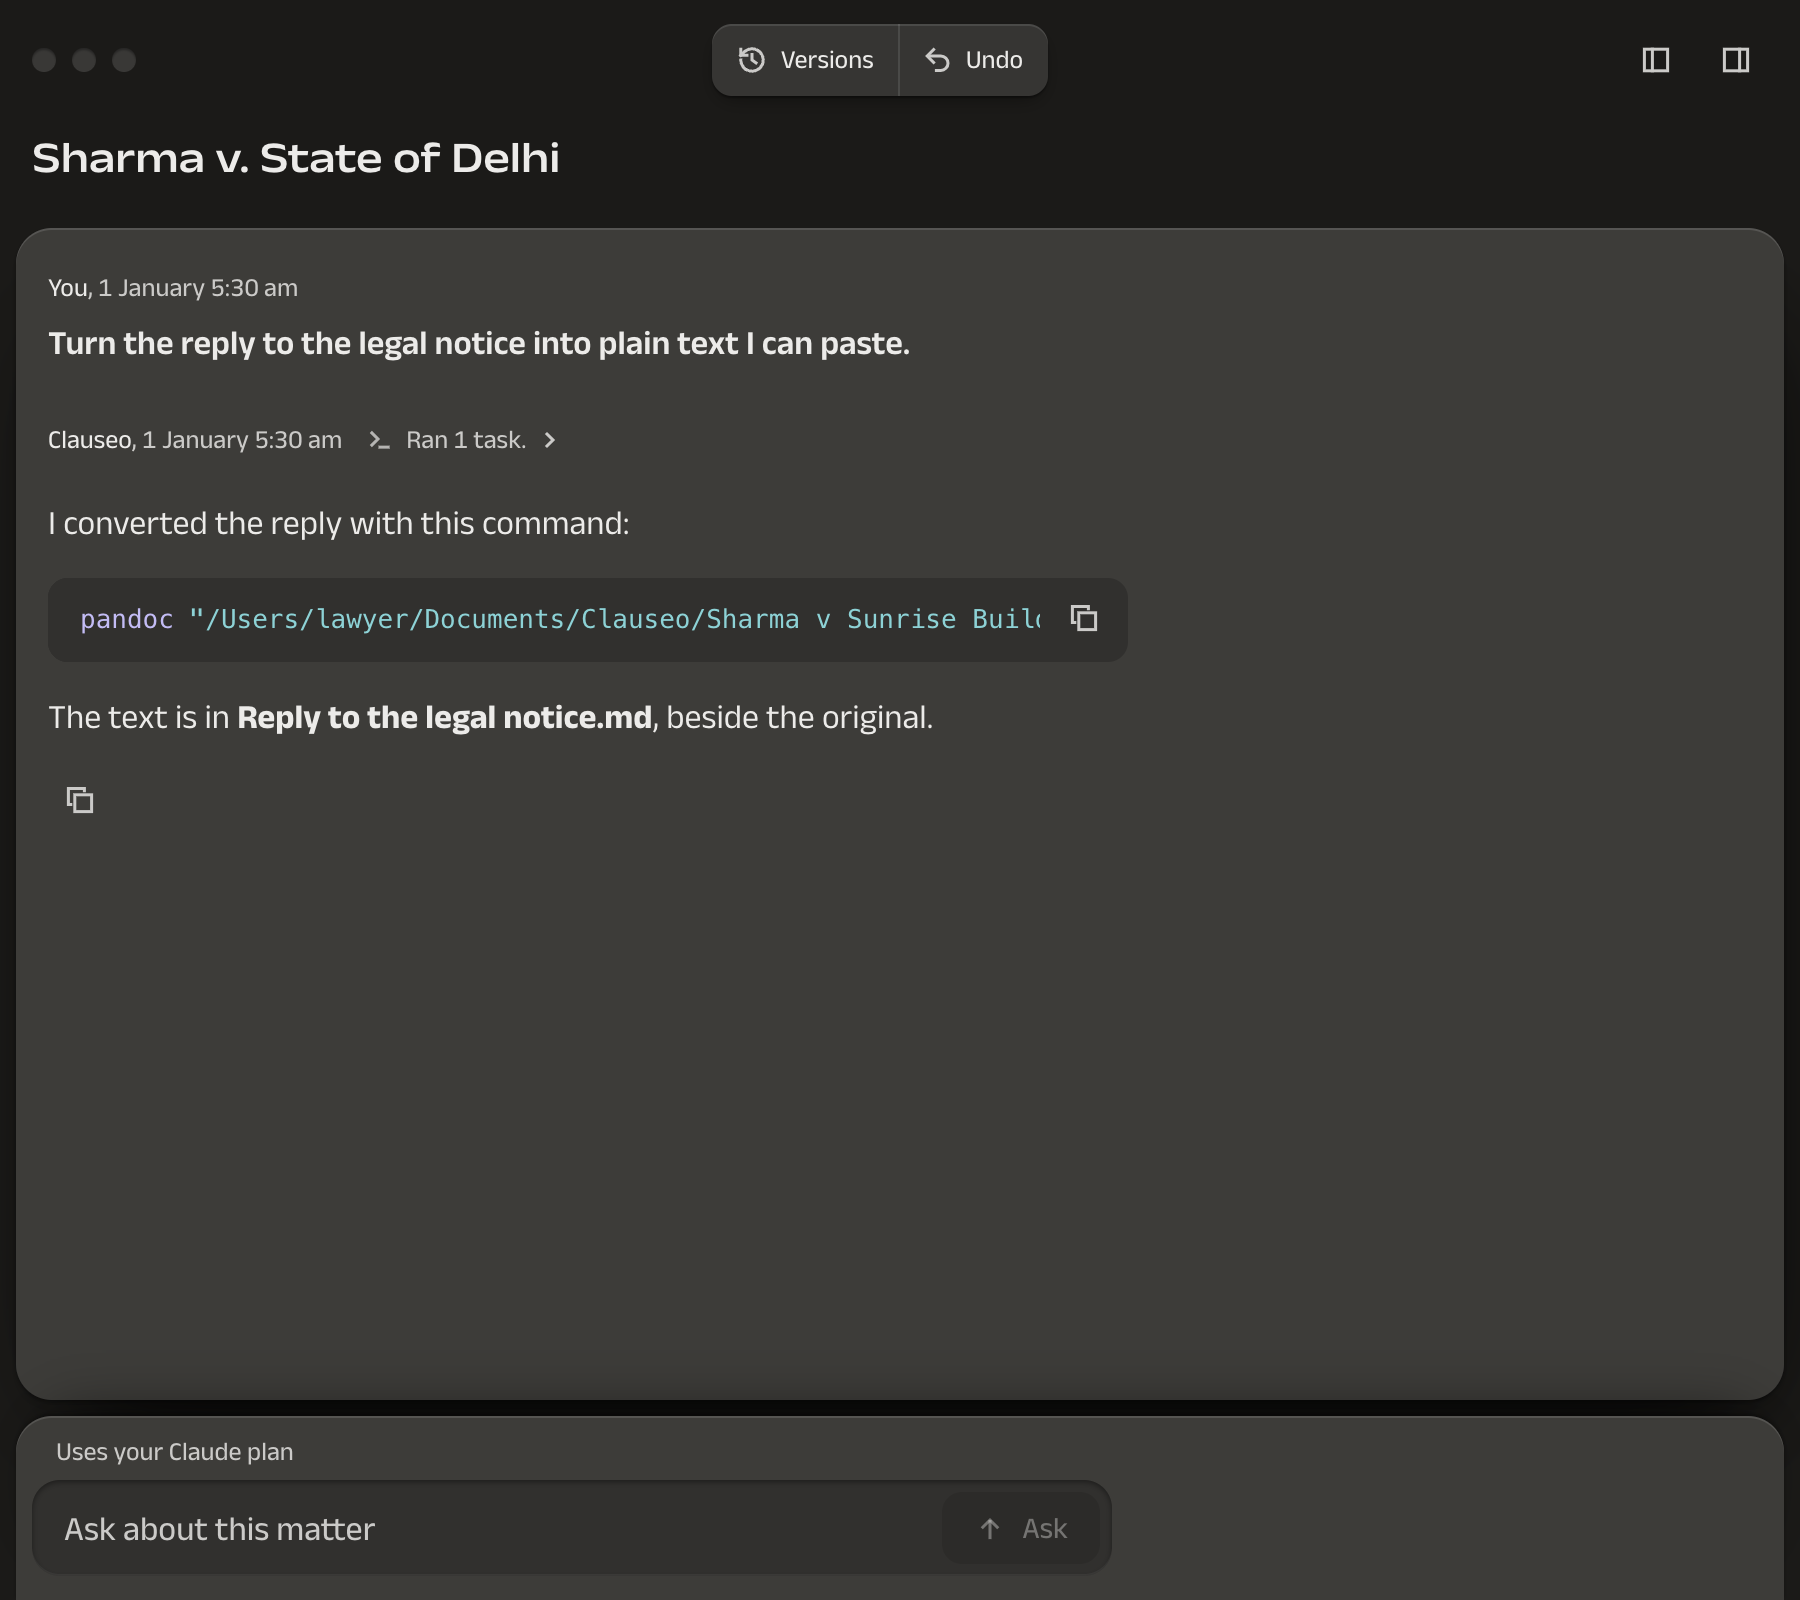 Versions
Undo
Sharma v. State of Delhi
You, 1 January 5:30 am
Turn the reply to the legal notice into plain text I can paste.
Clauseo, 1 January 5:30 am >_ Ran 1 task. >
I converted the reply with this command:
pandoc "/Users/lawyer/Documents/Clauseo/Sharma v Sunrise
The text is in Reply to the legal notice.md, beside the original.
Uses your Claude plan
Ask about this matter
Ask